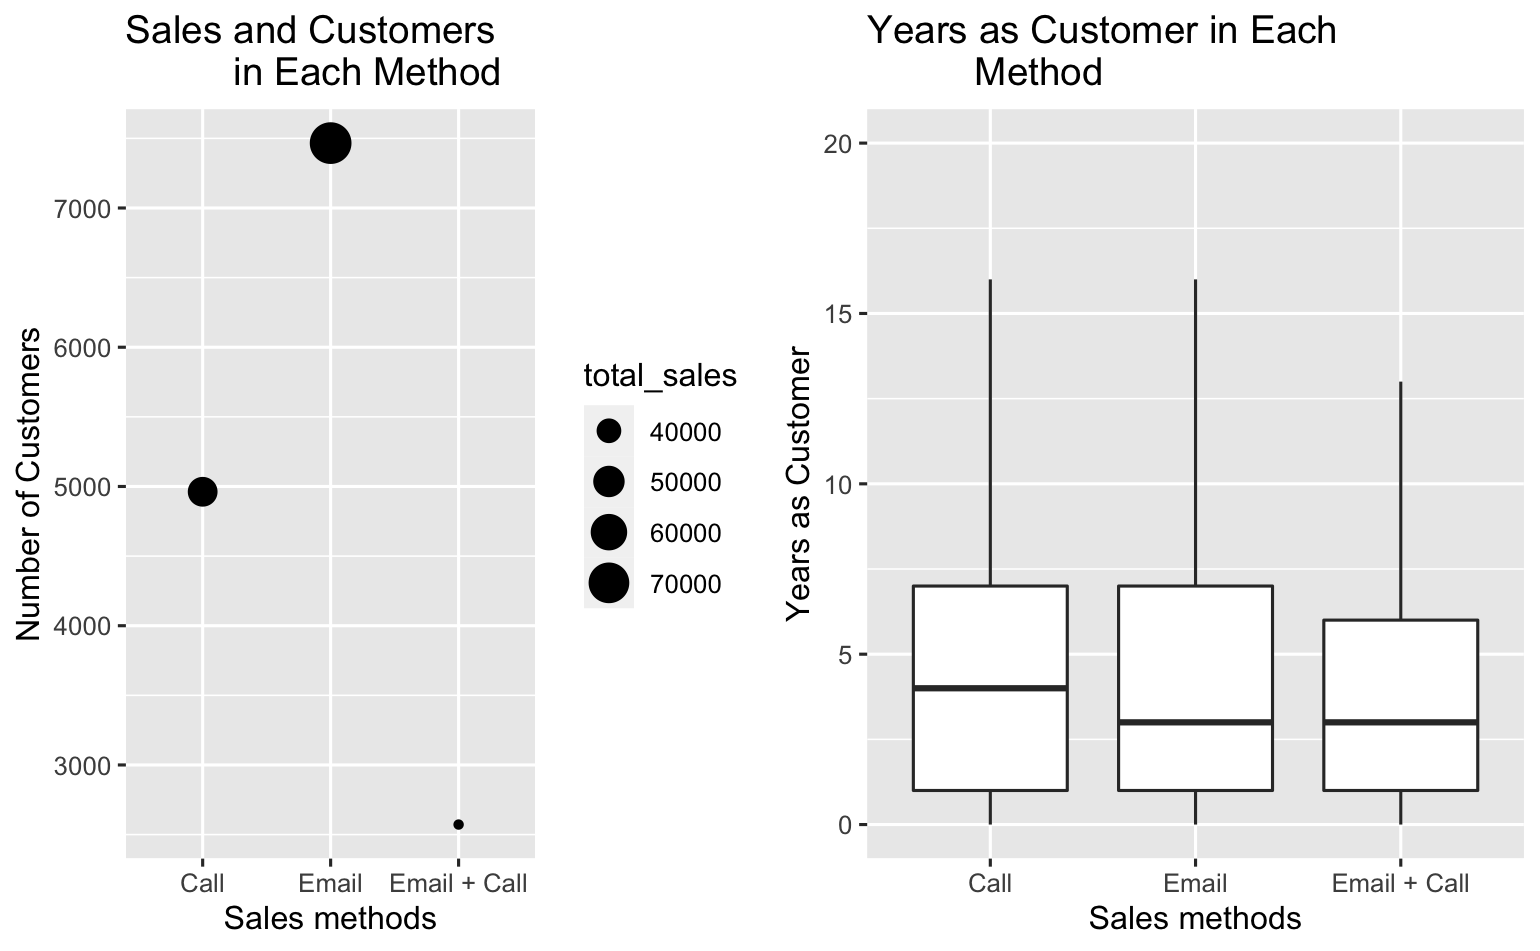 Sales and Customers
in Each Method
Number of Customers
7000
6000
5000
4000
3000
Call
Email
Email + Call
Sales methods
total_sales
40000
50000
60000
70000
Years as Customer in Each
Method
Years as Customer
20
15
10
5
0
Call
Email
Email + Call
Sales methods